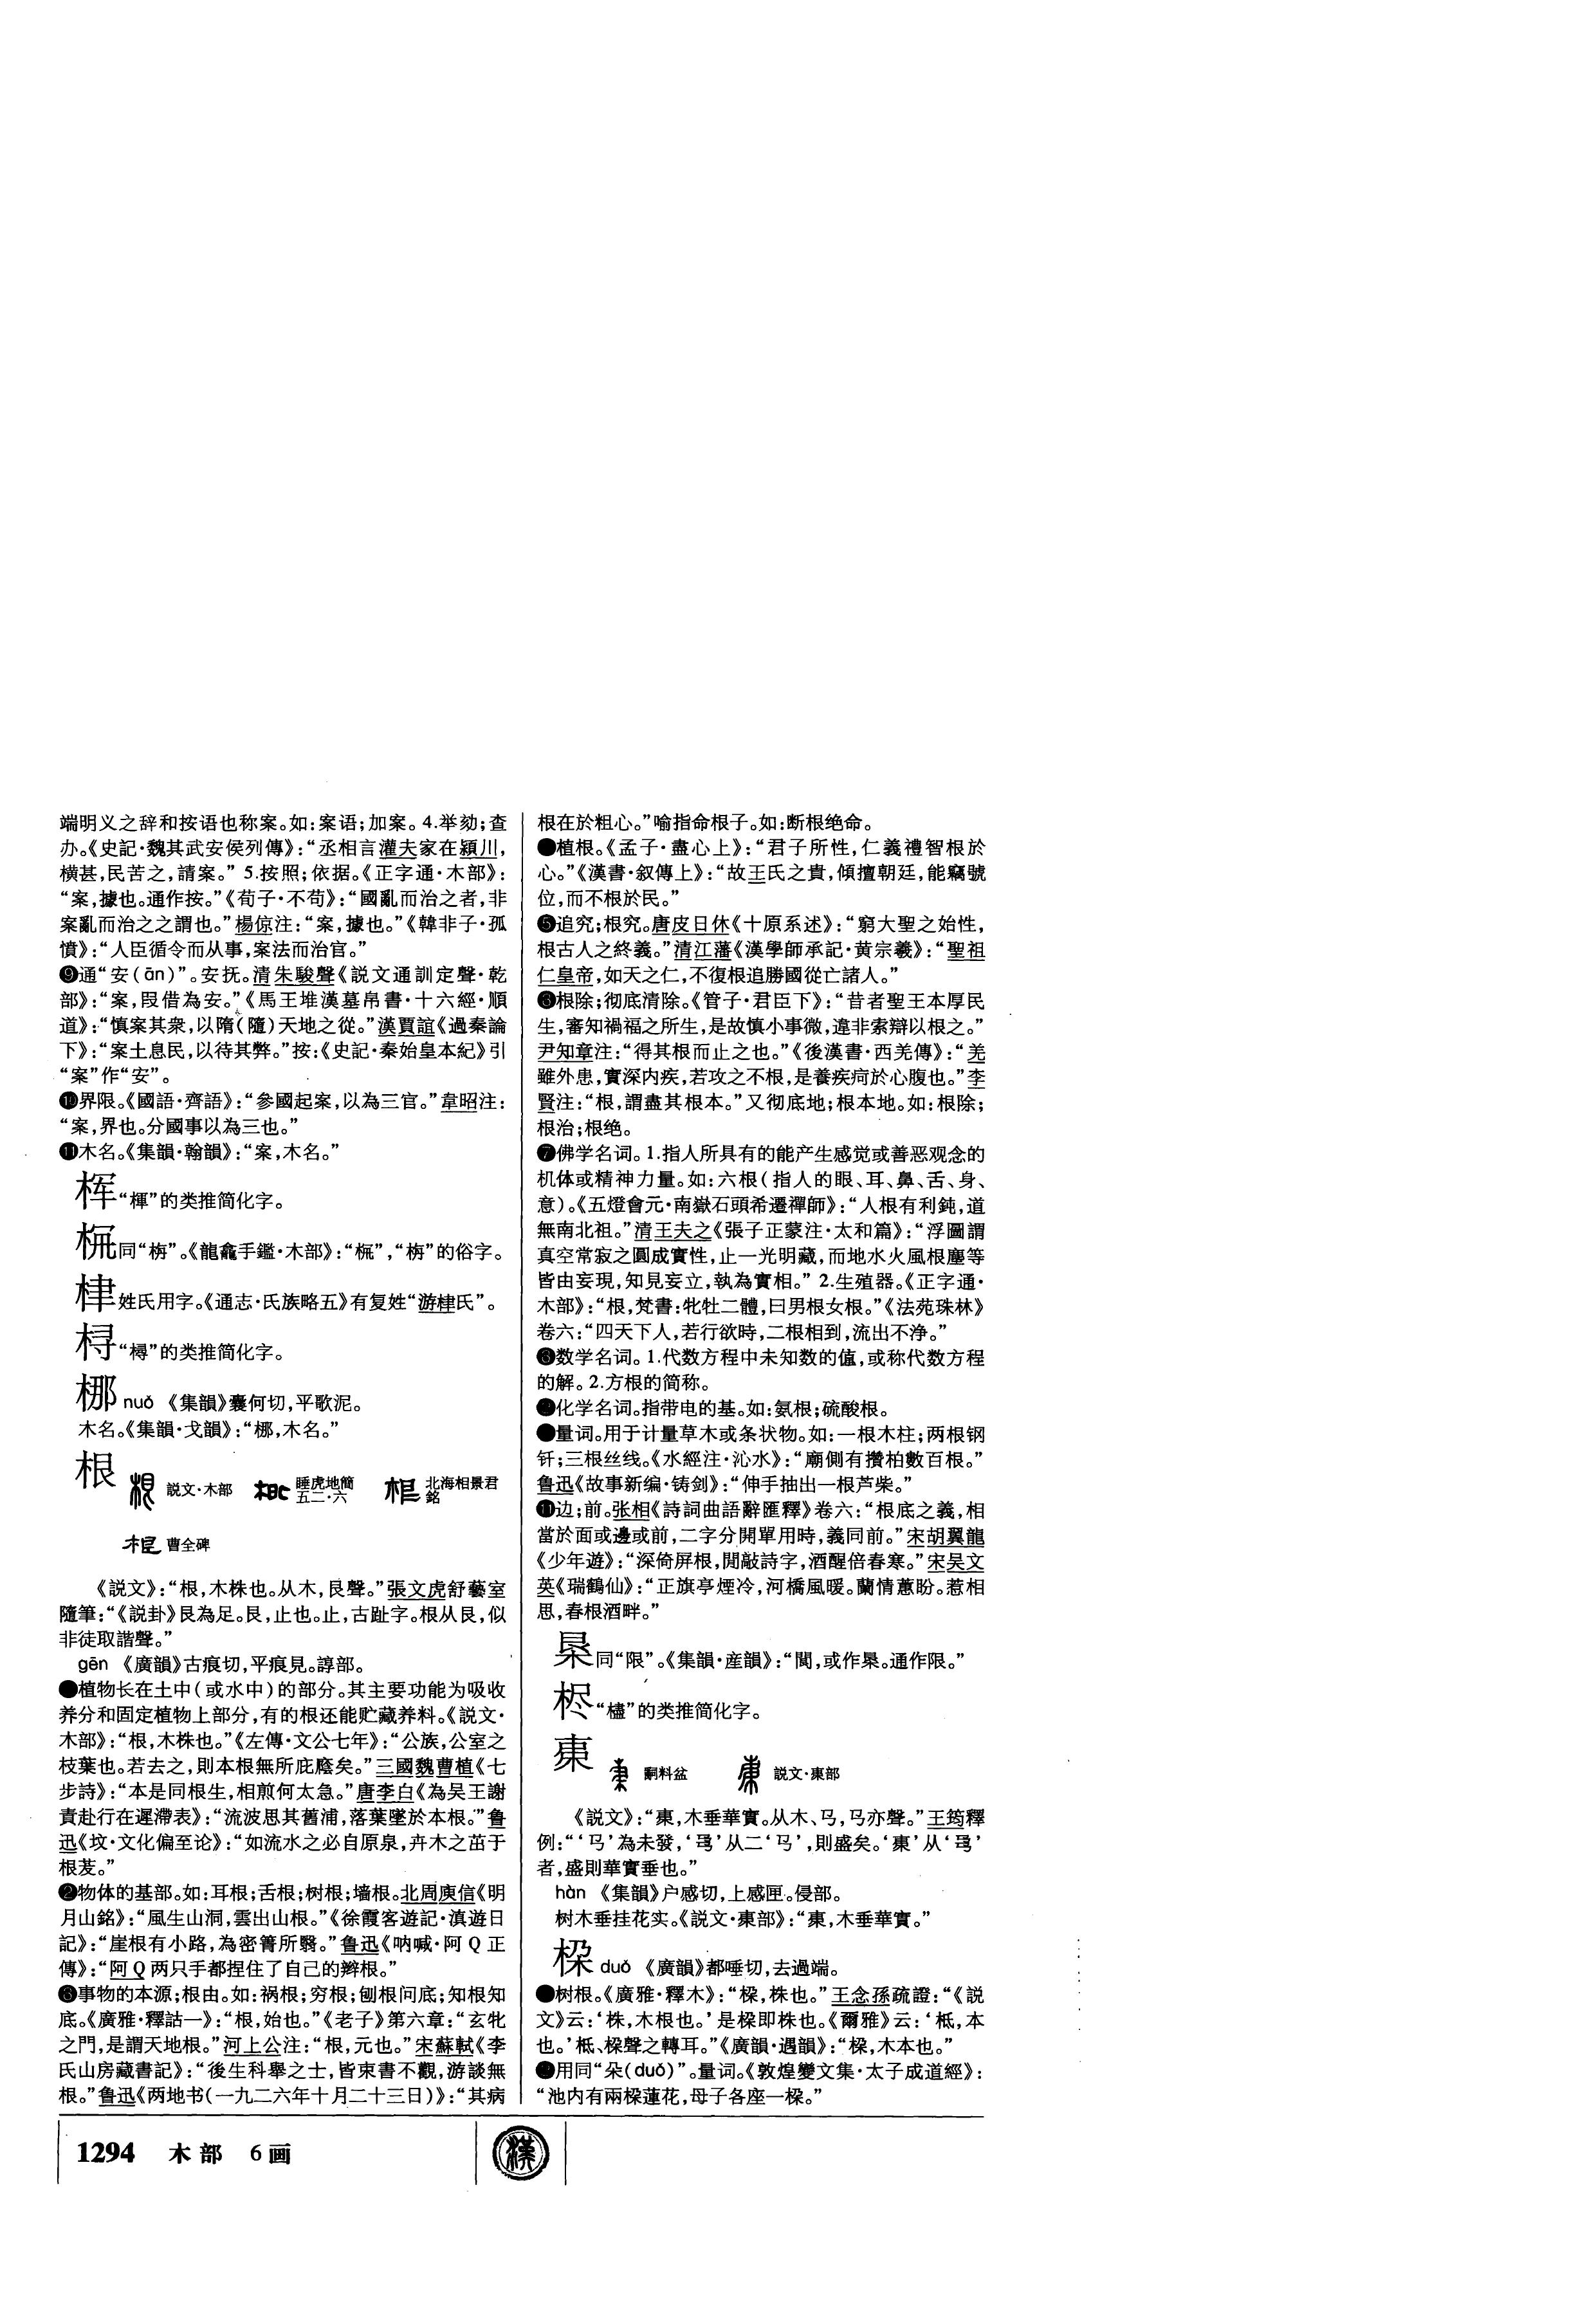 端明义之辞和按语也称案。如:案语;加案。4.举劾;查
办。《史記·魏其武安侯列傳》:“丞相言灌夫家在潁川,
横甚,民苦之,請案。” 5.按照;依据。《正字通·木部》:
“案,據也。通作按。”《荀子·不苟》:“國亂而治之者,非
案亂而治之之謂也。”楊倞注:“案,據也。”《韓非子·孤
憤》:“人臣循令而从事,案法而治官。”
❾通“安(ān)”。安抚。清朱駿聲《説文通訓定聲·乾
部》:“案,叚借為安。”《馬王堆漢墓帛書·十六經·順
道》:“慎案其衆,以隋(隨)天地之從。”漢賈誼《過秦論
下》:“案土息民,以待其弊。”按:《史記·秦始皇本紀》引
“案”作“安”。
❿界限。《國語·齊語》:“參國起案,以為三官。”韋昭注:
“案,界也。分國事以為三也。”
⓫木名。《集韻·翰韻》:“案,木名。”
㭎“楎”的类推简化字。
同“栴”。《龍龕手鑑·木部》:“”,“栴”的俗字。
姓氏用字。《通志·氏族略五》有复姓“游氏”。
桪“樳”的类推简化字。
梛 nuǒ 《集韻》囊何切,平歌泥。
木名。《集韻·戈韻》:“梛,木名。”
根 説文·木部 睡虎地簡五二·六 北海相景君銘
曹全碑
《説文》:“根,木株也。从木,艮聲。”張文虎舒藝室
隨筆:“《説卦》艮為足。艮,止也。止,古趾字。根从艮,似
非徒取諧聲。”
gēn 《廣韻》古痕切,平痕見。諄部。
●植物长在土中(或水中)的部分。其主要功能为吸收
养分和固定植物上部分,有的根还能贮藏养料。《説文·
木部》:“根,木株也。”《左傳·文公七年》:“公族,公室之
枝葉也。若去之,則本根無所庇廕矣。”三國魏曹植《七
步詩》:“本是同根生,相煎何太急。”唐李白《為吴王謝
責赴行在遲滯表》:“流波思其舊浦,落葉墜於本根。”鲁
迅《坟·文化偏至论》:“如流水之必自原泉,卉木之茁于
根茇。”
❷物体的基部。如:耳根;舌根;树根;墙根。北周庾信《明
月山銘》:“風生山洞,雲出山根。”《徐霞客遊記·滇遊日
記》:“崖根有小路,為密箐所翳。”鲁迅《呐喊·阿Q正
傳》:“阿Q两只手都捏住了自己的辫根。”
❸事物的本源;根由。如:祸根;穷根;刨根问底;知根知
底。《廣雅·釋詁一》:“根,始也。”《老子》第六章:“玄牝
之門,是謂天地根。”河上公注:“根,元也。”宋蘇軾《李
氏山房藏書記》:“後生科舉之士,皆束書不觀,游談無
根。”鲁迅《两地书(一九二六年十月二十三日)》:“其病
根在於粗心。”喻指命根子。如:断根绝命。
●植根。《孟子·盡心上》:“君子所性,仁義禮智根於
心。”《漢書·叙傳上》:“故王氏之貴,傾擅朝廷,能竊號
位,而不根於民。”
❺追究;根究。唐皮日休《十原系述》:“窮大聖之始性,
根古人之終義。”清江藩《漢學師承記·黄宗羲》:“聖祖
仁皇帝,如天之仁,不復根追勝國從亡諸人。”
❻根除;彻底清除。《管子·君臣下》:“昔者聖王本厚民
生,審知禍福之所生,是故慎小事微,違非索辯以根之。”
尹知章注:“得其根而止之也。”《後漢書·西羌傳》:“羌
雖外患,實深内疾,若攻之不根,是養疾疴於心腹也。”李
賢注:“根,謂盡其根本。”又彻底地;根本地。如:根除;
根治;根绝。
❼佛学名词。1.指人所具有的能产生感觉或善恶观念的
机体或精神力量。如:六根(指人的眼、耳、鼻、舌、身、
意)。《五燈會元·南嶽石頭希遷禪師》:“人根有利鈍,道
無南北祖。”清王夫之《張子正蒙注·太和篇》:“浮圖謂
真空常寂之圓成實性,止一光明藏,而地水火風根塵等
皆由妄現,知見妄立,執為實相。” 2.生殖器。《正字通·
木部》:“根,梵書:牝牡二體,曰男根女根。”《法苑珠林》
卷六:“四天下人,若行欲時,二根相到,流出不净。”
❽数学名词。1.代数方程中未知数的值,或称代数方程
的解。2.方根的简称。
●化学名词。指带电的基。如:氨根;硫酸根。
●量词。用于计量草木或条状物。如:一根木柱;两根钢
钎;三根丝线。《水經注·沁水》:“廟側有攢柏數百根。”
鲁迅《故事新编·铸剑》:“伸手抽出一根芦柴。”
⓫边;前。张相《詩詞曲語辭匯釋》卷六:“根底之義,相
當於面或邊或前,二字分開單用時,義同前。”宋胡翼龍
《少年遊》:“深倚屏根,閒敲詩字,酒醒倍春寒。”宋吴文
英《瑞鶴仙》:“正旗亭煙冷,河橋風暖。蘭情蕙盼。惹相
思,春根酒畔。”
同“限”。《集韻·産韻》:“閬,或作。通作限。”
“㯸”的类推简化字。
㮀 嗣料盆 説文·㮀部
《説文》:“㮀,木垂華實。从木、㔾,㔾亦聲。”王筠釋
例:“‘㔾’為未發,‘’从二‘㔾’,則盛矣。‘㮀’从‘’
者,盛則華實垂也。”
hàn 《集韻》户感切,上感匣。侵部。
树木垂挂花实。《説文·㮀部》:“㮀,木垂華實。”
桗 duǒ 《廣韻》都唾切,去過端。
●树根。《廣雅·釋木》:“,株也。”王念孫疏證:“《説
文》云:‘株,木根也。’是即株也。《爾雅》云:‘柢,本
也。’柢、聲之轉耳。”《廣韻·過韻》:“,木本也。”
●用同“朵(duǒ)”。量词。《敦煌變文集·太子成道經》:
“池内有兩蓮花,母子各座一。”
1294 木部 6画
漢